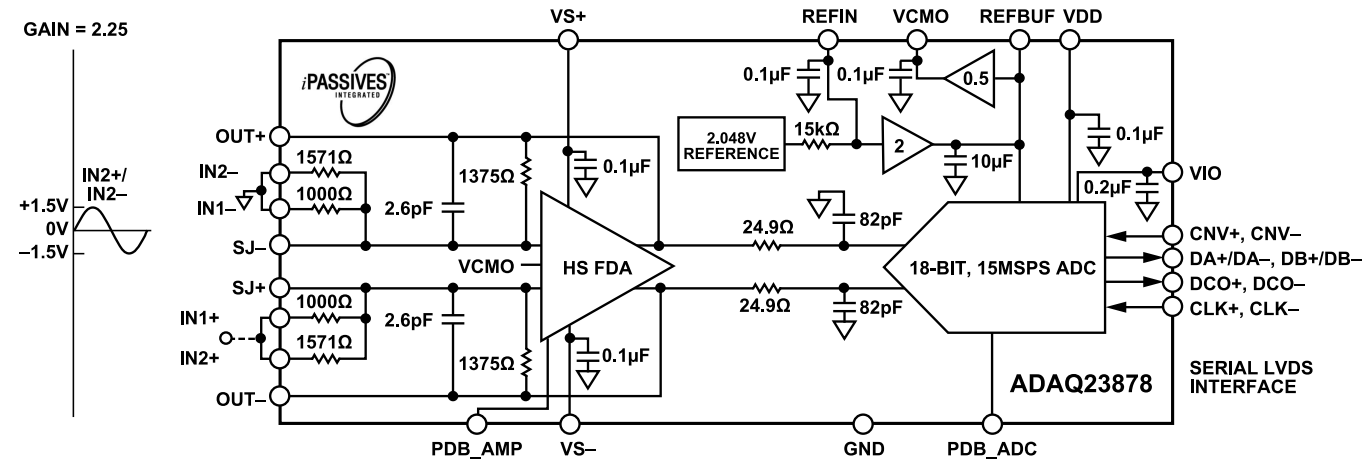 GAIN = 2.25
+1.5V
0V
–1.5V
IN2+/
IN2–
VS+
REFIN
VCMO
REFBUF
VDD
iPASSIVES™
INTEGRATED
0.1µF
0.1µF
0.5
OUT+
IN2–
IN1–
SJ–
SJ+
IN1+
IN2+
OUT–
1571Ω
1000Ω
2.6pF
1375Ω
0.1µF
2.048V
REFERENCE
15kΩ
2
10µF
0.1µF
0.2µF
VIO
82pF
24.9Ω
VCMO
HS FDA
18-BIT, 15MSPS ADC
CNV+, CNV–
DA+/DA–, DB+/DB–
DCO+, DCO–
CLK+, CLK–
1000Ω
1571Ω
2.6pF
1375Ω
0.1µF
24.9Ω
82pF
ADAQ23878
SERIAL LVDS
INTERFACE
PDB_AMP
VS–
GND
PDB_ADC